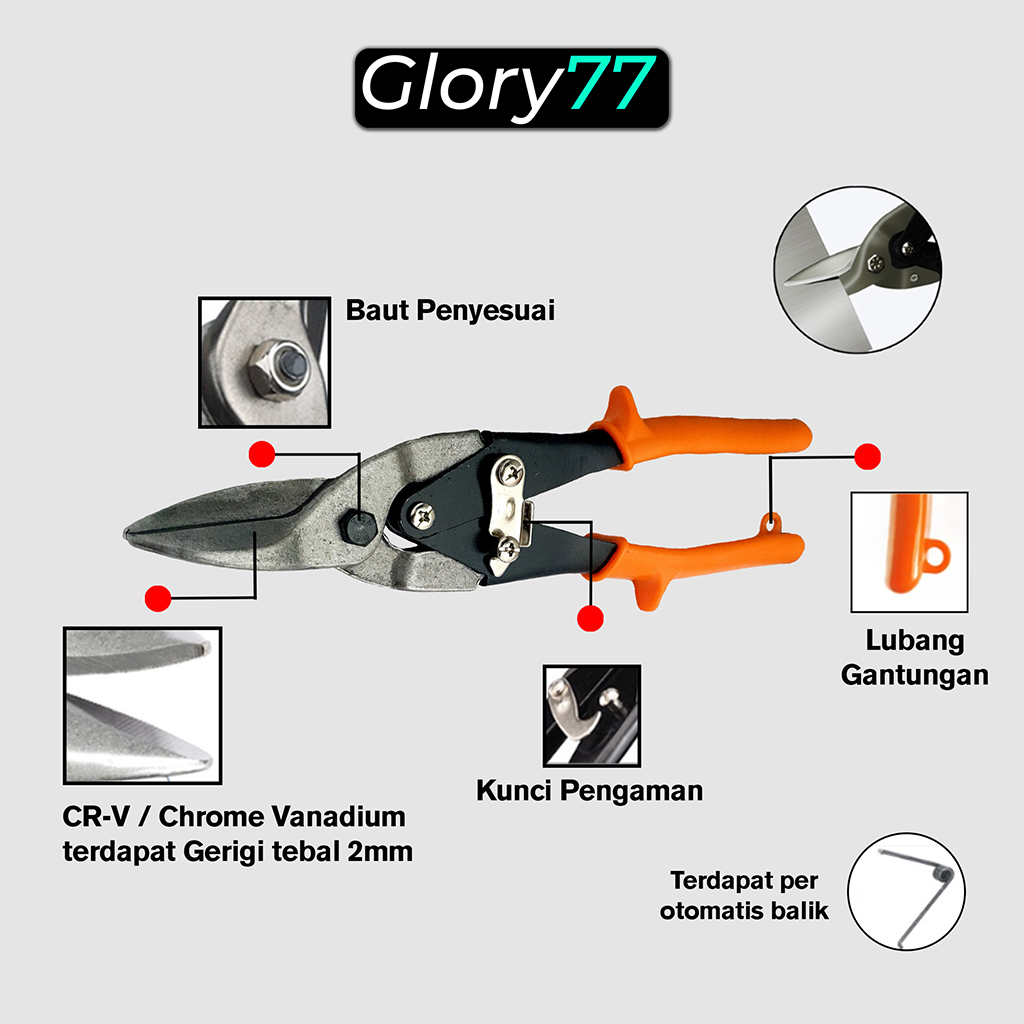 Glory77
Baut Penyesuai
Lubang
Gantungan
Kunci Pengaman
CR-V / Chrome Vanadium
terdapat Gerigi tebal 2mm
Terdapat per
otomatis balik